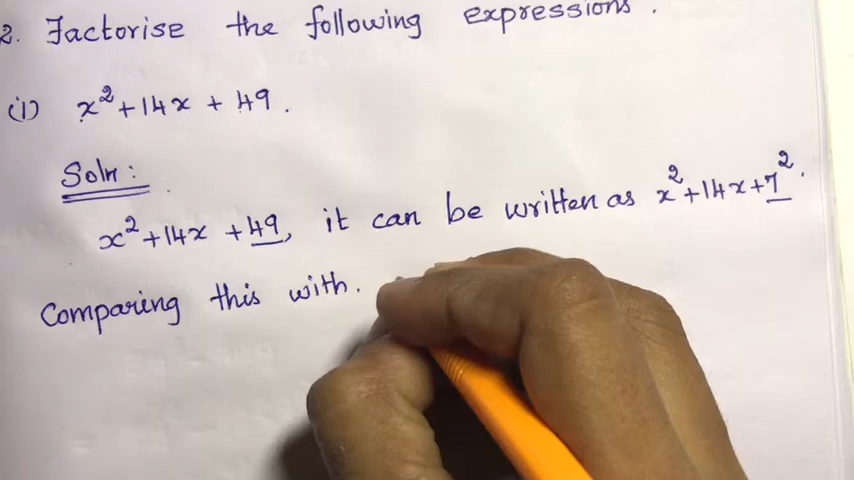 2. Factorise the following expressions.
(i) x² + 14x + 49.
Soln:
x² + 14x + 49, it can be written as x² + 14x + 7².
Comparing this with.